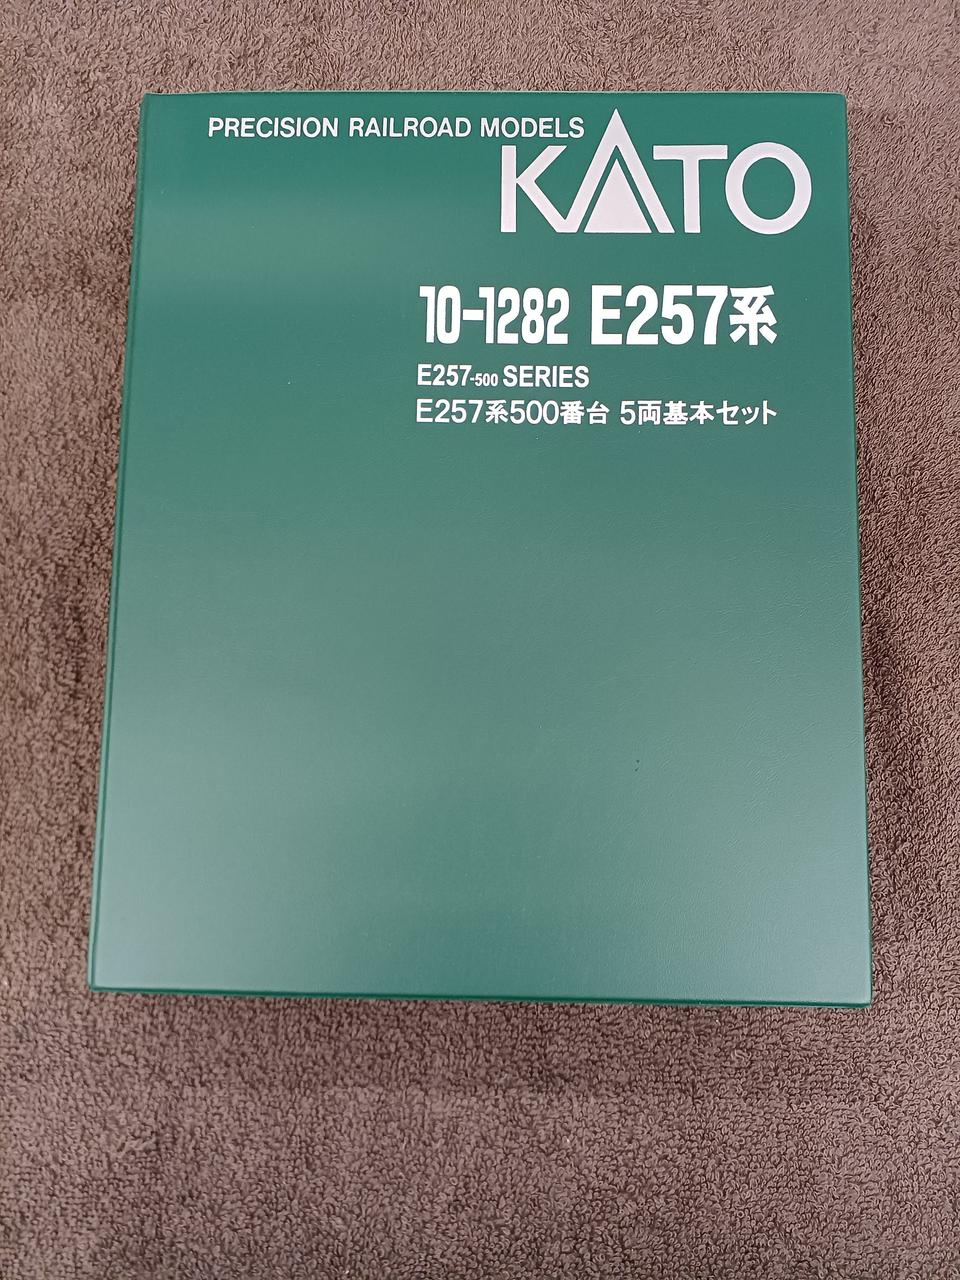 PRECISION RAILROAD MODELS
KATO
10-1282 E257系
E257-500 SERIES
E257系500番台 5両基本セット